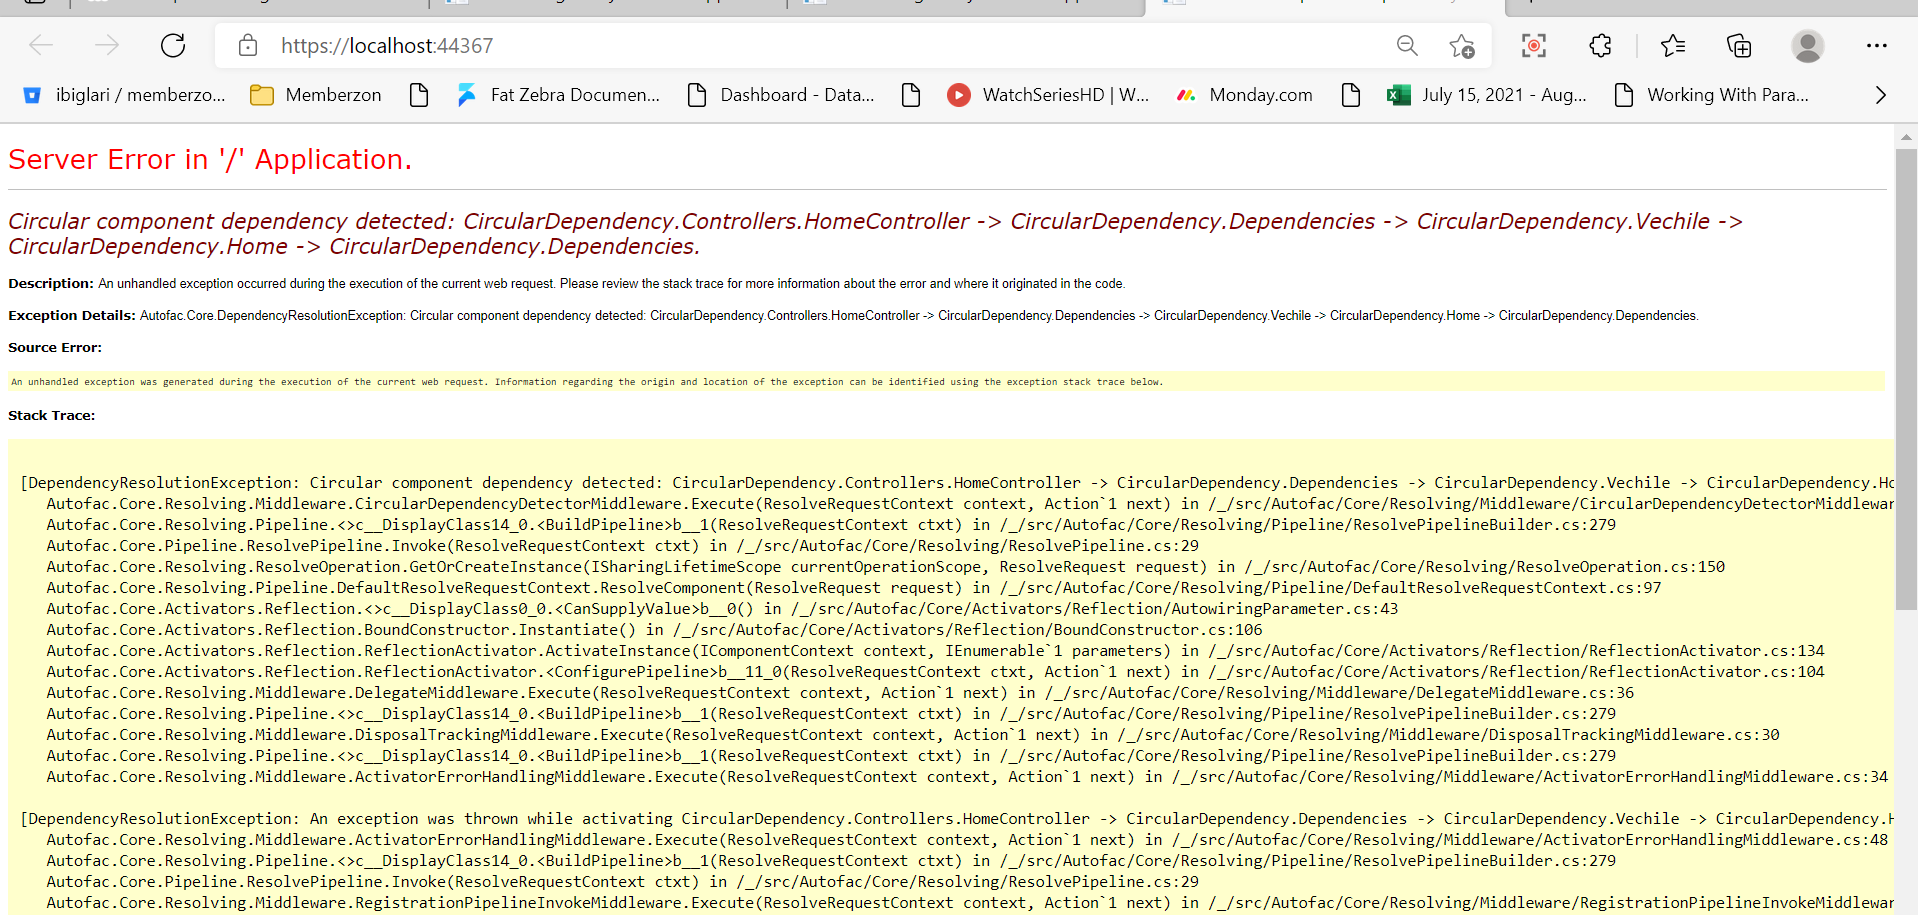 https://localhost:44367
ibiglari / memberzo...
Memberzon
Fat Zebra Documen...
Dashboard - Data...
WatchSeriesHD | W...
Monday.com
July 15, 2021 - Aug...
Working With Para...
Server Error in '/' Application.
Circular component dependency detected: CircularDependency.Controllers.HomeController -> CircularDependency.Dependencies -> CircularDependency.Vechile ->
CircularDependency.Home -> CircularDependency.Dependencies.
Description: An unhandled exception occurred during the execution of the current web request. Please review the stack trace for more information about the error and where it originated in the code.
Exception Details: Autofac.Core.DependencyResolutionException: Circular component dependency detected: CircularDependency.Controllers.HomeController -> CircularDependency.Dependencies -> CircularDependency.Vechile -> CircularDependency.Home -> CircularDependency.Dependencies.
Source Error:
An unhandled exception was generated during the execution of the current web request. Information regarding the origin and location of the exception can be identified using the exception stack trace below.
Stack Trace:
[DependencyResolutionException: Circular component dependency detected: CircularDependency.Controllers.HomeController -> CircularDependency.Dependencies -> CircularDependency.Vechile -> CircularDependency.Ho
Autofac.Core.Resolving.Middleware.CircularDependencyDetectorMiddleware.Execute(ResolveRequestContext context, Action`1 next) in /_/src/Autofac/Core/Resolving/Middleware/CircularDependencyDetectorMiddlewar
Autofac.Core.Resolving.Pipeline.<>c__DisplayClass14_0.<BuildPipeline>b__1(ResolveRequestContext ctxt) in /_/src/Autofac/Core/Resolving/Pipeline/ResolvePipelineBuilder.cs:279
Autofac.Core.Pipeline.ResolvePipeline.Invoke(ResolveRequestContext ctxt) in /_/src/Autofac/Core/Resolving/ResolvePipeline.cs:29
Autofac.Core.Resolving.ResolveOperation.GetOrCreateInstance(ISharingLifetimeScope currentOperationScope, ResolveRequest request) in /_/src/Autofac/Core/Resolving/ResolveOperation.cs:150
Autofac.Core.Resolving.Pipeline.DefaultResolveRequestContext.ResolveComponent(ResolveRequest request) in /_/src/Autofac/Core/Resolving/Pipeline/DefaultResolveRequestContext.cs:97
Autofac.Core.Activators.Reflection.<>c__DisplayClass0_0.<CanSupplyValue>b__0() in /_/src/Autofac/Core/Activators/Reflection/AutowiringParameter.cs:43
Autofac.Core.Activators.Reflection.BoundConstructor.Instantiate() in /_/src/Autofac/Core/Activators/Reflection/BoundConstructor.cs:106
Autofac.Core.Activators.Reflection.ReflectionActivator.ActivateInstance(IComponentContext context, IEnumerable`1 parameters) in /_/src/Autofac/Core/Activators/Reflection/ReflectionActivator.cs:134
Autofac.Core.Activators.Reflection.ReflectionActivator.<ConfigurePipeline>b__11_0(ResolveRequestContext ctxt, Action`1 next) in /_/src/Autofac/Core/Activators/Reflection/ReflectionActivator.cs:104
Autofac.Core.Resolving.Middleware.DelegateMiddleware.Execute(ResolveRequestContext context, Action`1 next) in /_/src/Autofac/Core/Resolving/Middleware/DelegateMiddleware.cs:36
Autofac.Core.Resolving.Pipeline.<>c__DisplayClass14_0.<BuildPipeline>b__1(ResolveRequestContext ctxt) in /_/src/Autofac/Core/Resolving/Pipeline/ResolvePipelineBuilder.cs:279
Autofac.Core.Resolving.Middleware.DisposalTrackingMiddleware.Execute(ResolveRequestContext context, Action`1 next) in /_/src/Autofac/Core/Resolving/Middleware/DisposalTrackingMiddleware.cs:30
Autofac.Core.Resolving.Pipeline.<>c__DisplayClass14_0.<BuildPipeline>b__1(ResolveRequestContext ctxt) in /_/src/Autofac/Core/Resolving/Pipeline/ResolvePipelineBuilder.cs:279
Autofac.Core.Resolving.Middleware.ActivatorErrorHandlingMiddleware.Execute(ResolveRequestContext context, Action`1 next) in /_/src/Autofac/Core/Resolving/Middleware/ActivatorErrorHandlingMiddleware.cs:34
[DependencyResolutionException: An exception was thrown while activating CircularDependency.Controllers.HomeController -> CircularDependency.Dependencies -> CircularDependency.Vechile -> CircularDependency.H
Autofac.Core.Resolving.Middleware.ActivatorErrorHandlingMiddleware.Execute(ResolveRequestContext context, Action`1 next) in /_/src/Autofac/Core/Resolving/Middleware/ActivatorErrorHandlingMiddleware.cs:48
Autofac.Core.Resolving.Pipeline.<>c__DisplayClass14_0.<BuildPipeline>b__1(ResolveRequestContext ctxt) in /_/src/Autofac/Core/Resolving/Pipeline/ResolvePipelineBuilder.cs:279
Autofac.Core.Pipeline.ResolvePipeline.Invoke(ResolveRequestContext ctxt) in /_/src/Autofac/Core/Resolving/ResolvePipeline.cs:29
Autofac.Core.Resolving.Middleware.RegistrationPipelineInvokeMiddleware.Execute(ResolveRequestContext context, Action`1 next) in /_/src/Autofac/Core/Resolving/Middleware/RegistrationPipelineInvokeMiddlewar